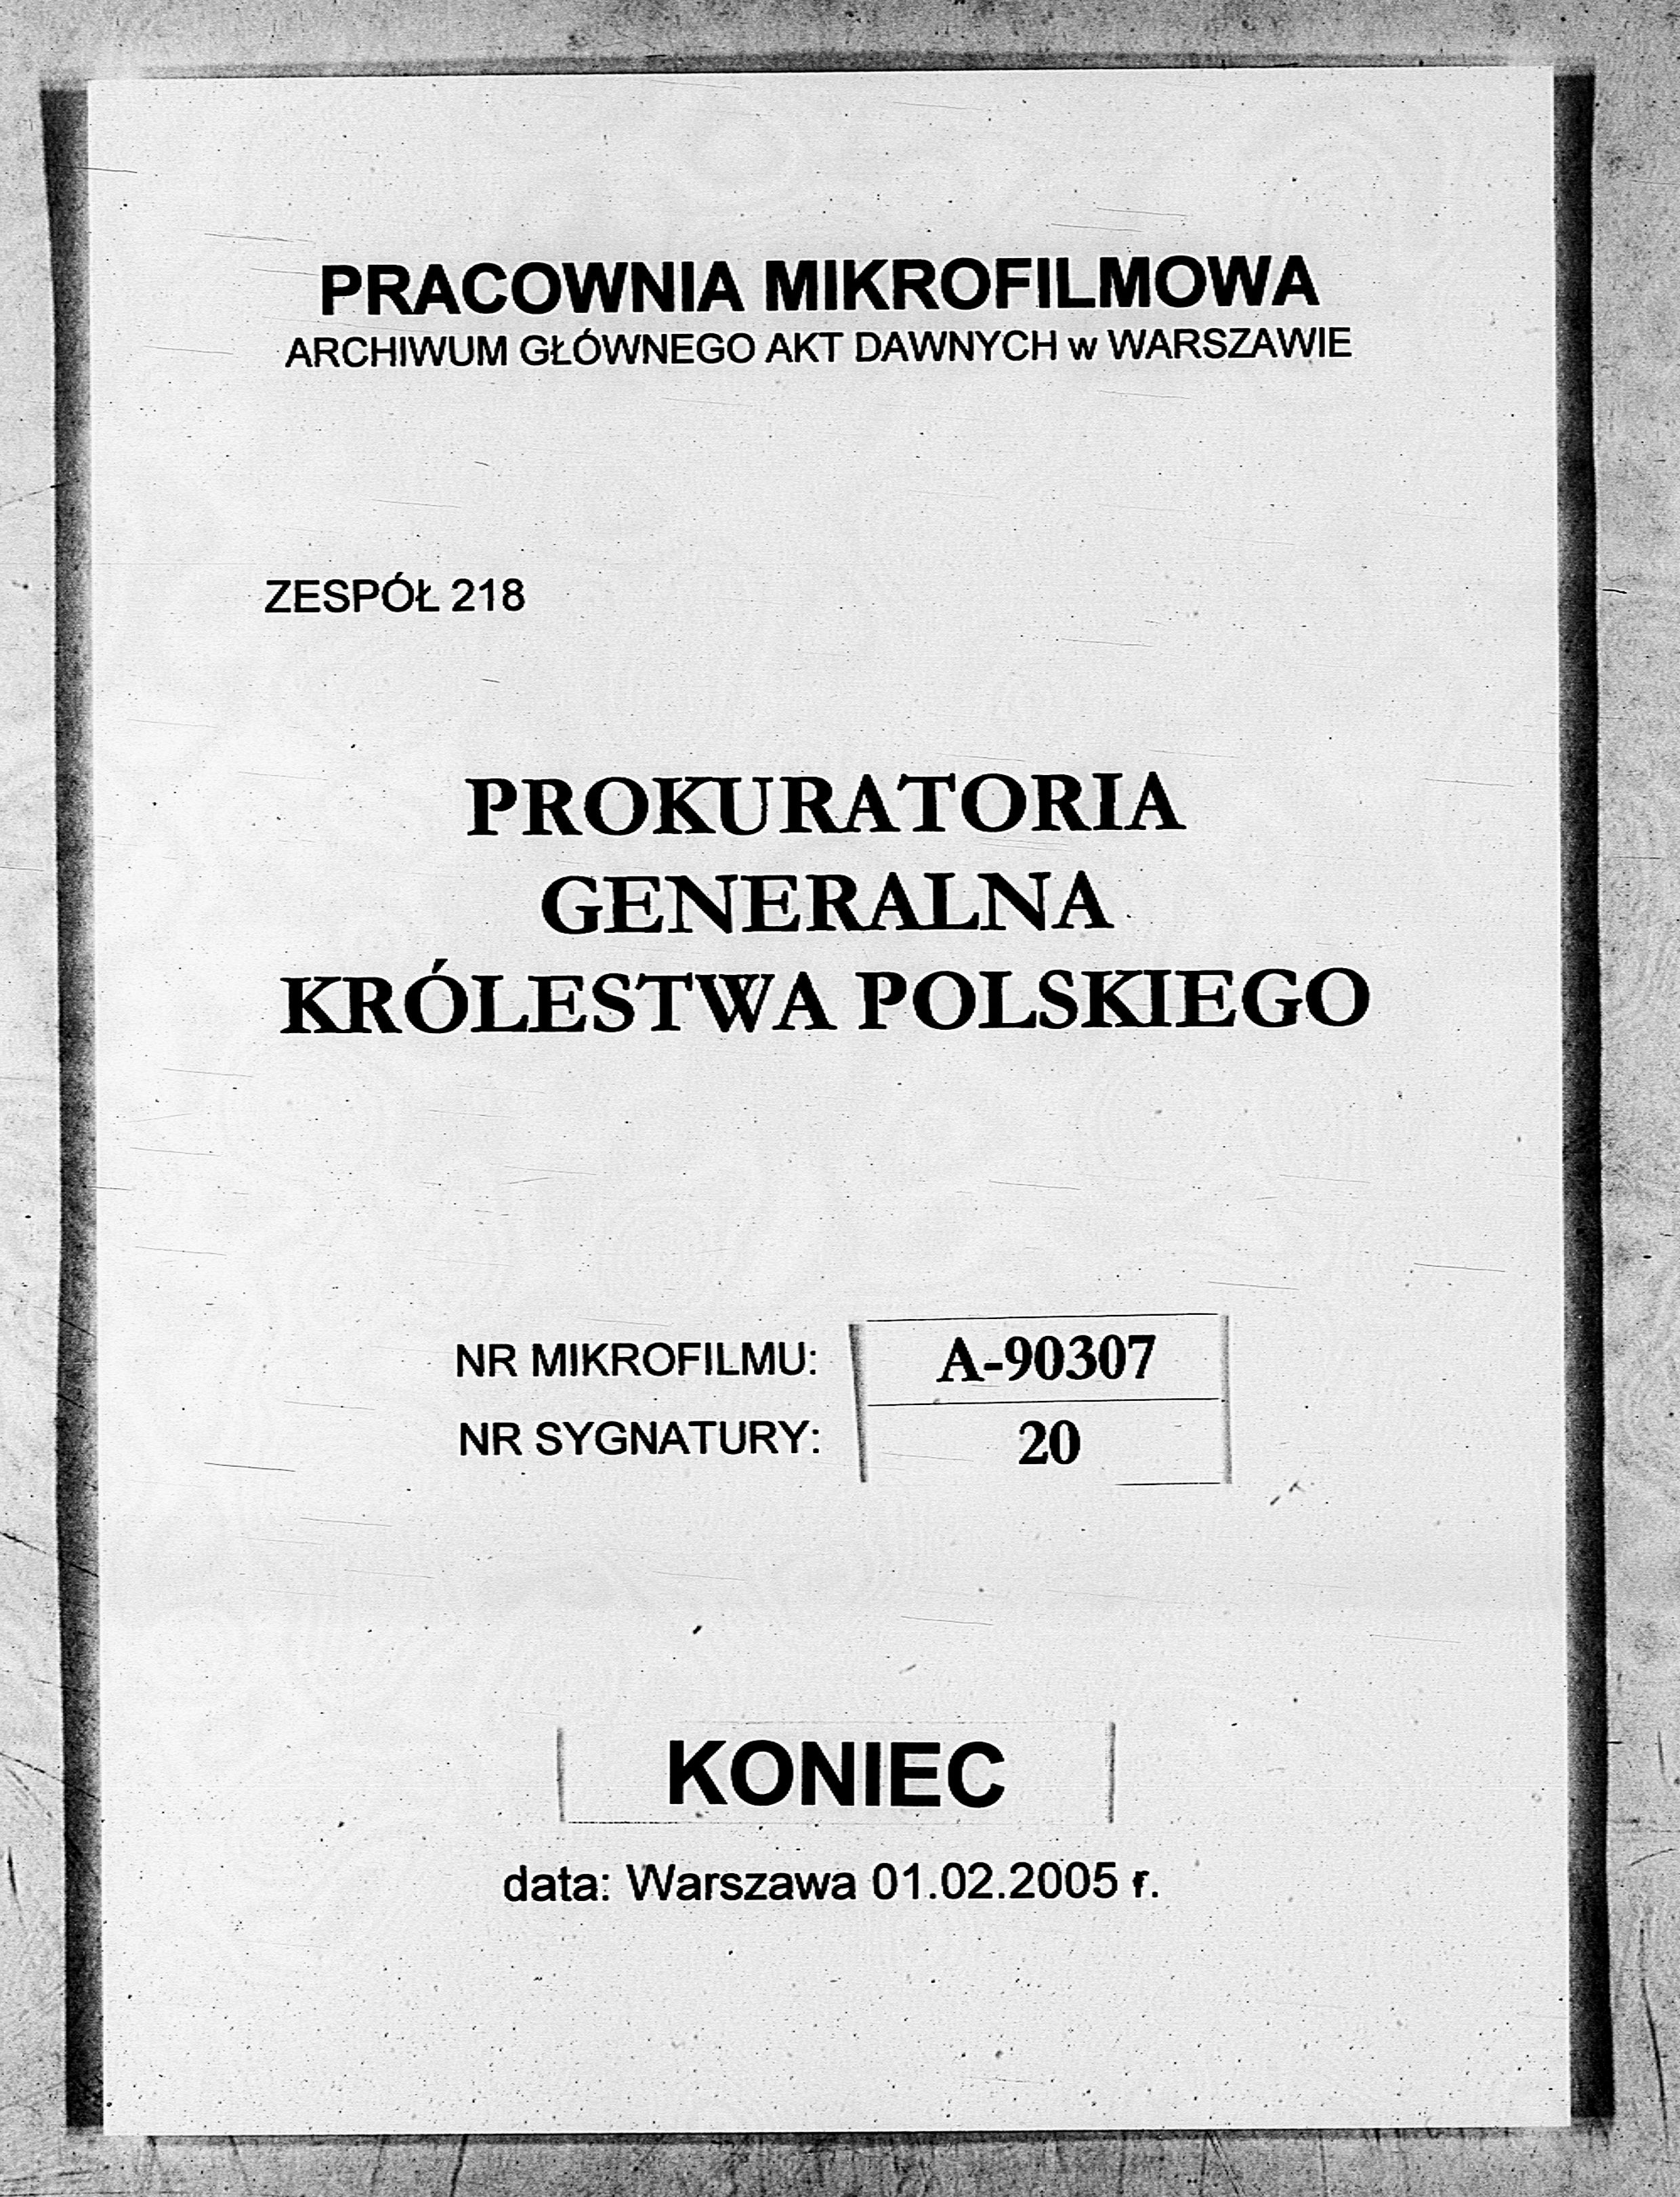 PRACOWNIA MIKROFILMOWA
ARCHIWUM GŁÓWNEGO AKT DAWNYCH w WARSZAWIE
ZESPÓŁ 218
PROKURATORIA
GENERALNA
KRÓLESTWA POLSKIEGO
NR MIKROFILMU: A-90307
NR SYGNATURY: 20
KONIEC
data: Warszawa 01.02.2005 r.